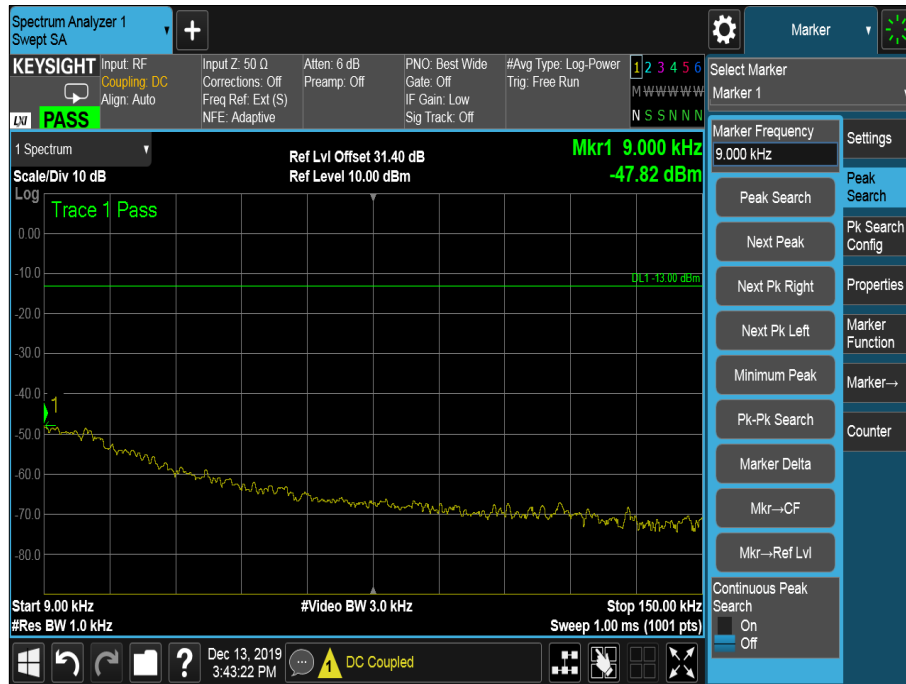 Spectrum Analyzer 1
Swept SA
Marker
KEYSIGHT
Input: RF
Coupling: DC
Align: Auto
Input Z: 50 Ω
Corrections: Off
Freq Ref: Ext (S)
NFE: Adaptive
Atten: 6 dB
Preamp: Off
PNO: Best Wide
Gate: Off
IF Gain: Low
Sig Track: Off
#Avg Type: Log-Power
Trig: Free Run
1 2 3 4 5 6
M W W W W W
N S S N N N
LXI PASS
Select Marker
Marker 1
Marker Frequency
9.000 kHz
Settings
Peak Search
Peak
Search
Next Peak
Pk Search
Config
Next Pk Right
Properties
Next Pk Left
Marker
Function
Minimum Peak
Marker→
Pk-Pk Search
Counter
Marker Delta
Mkr→CF
Mkr→Ref Lvl
Continuous Peak
Search
On
Off
1 Spectrum
Scale/Div 10 dB
Ref Lvl Offset 31.40 dB
Ref Level 10.00 dBm
Mkr1 9.000 kHz
-47.82 dBm
Log
Trace 1 Pass
0.00
-10.0
DL1 -13.00 dBm
-20.0
-30.0
-40.0
1
-50.0
-60.0
-70.0
-80.0
Start 9.00 kHz
#Video BW 3.0 kHz
Stop 150.00 kHz
#Res BW 1.0 kHz
Sweep 1.00 ms (1001 pts)
?
Dec 13, 2019
3:43:22 PM
1
DC Coupled